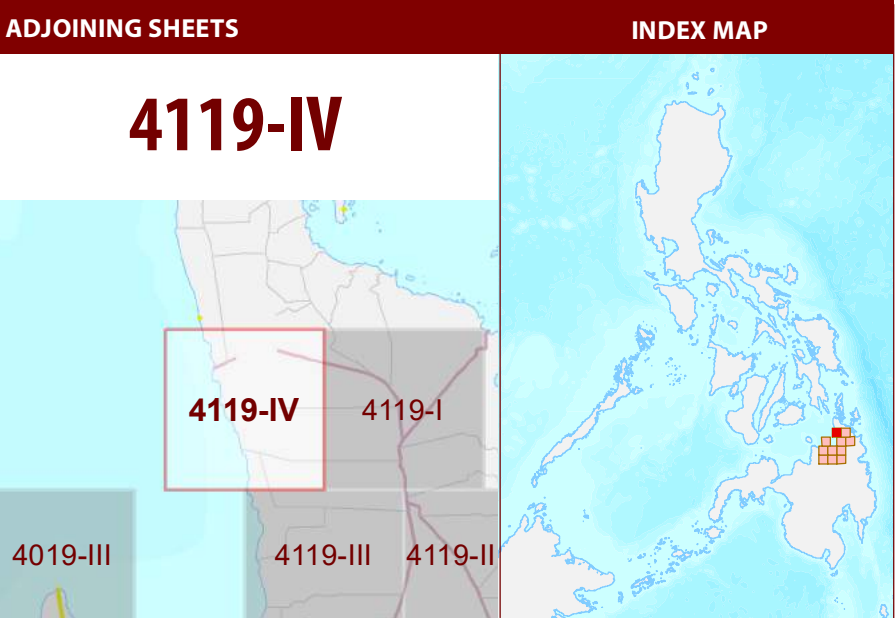 ADJOINING SHEETS
INDEX MAP
4119-IV
4119-IV
4119-I
4019-III
4119-III
4119-II